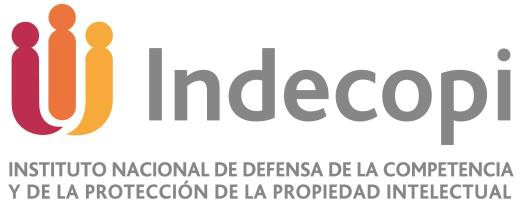 Indecopi
INSTITUTO NACIONAL DE DEFENSA DE LA COMPETENCIA
Y DE LA PROTECCIÓN DE LA PROPIEDAD INTELECTUAL